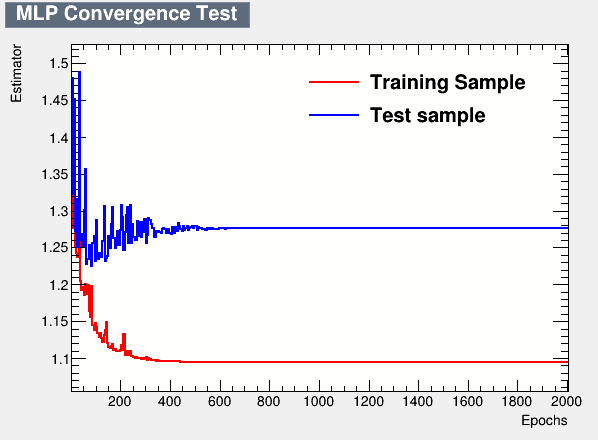 MLP Convergence Test
Estimator
1.5
1.45
1.4
1.35
1.3
1.25
1.2
1.15
1.1
Training Sample
Test sample
200 400 600 800 1000 1200 1400 1600 1800 2000
Epochs